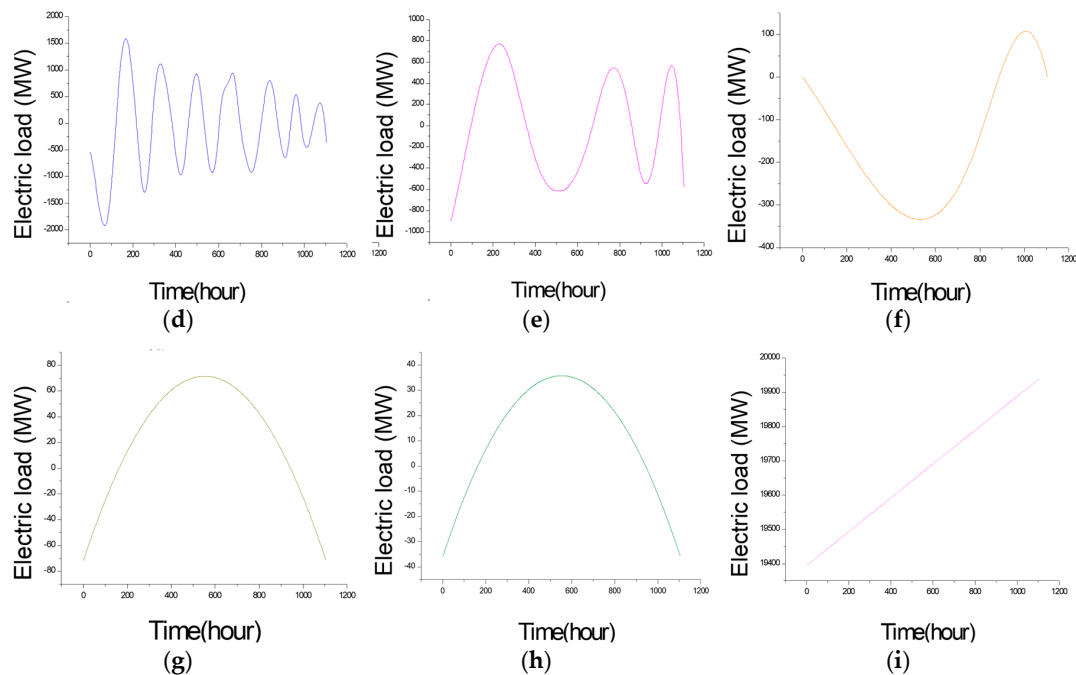 Electric load (MW)
2000
1500
1000
500
0
-500
-1000
-1500
-2000
0 200 400 600 800 1000 1200
1200
Time(hour)
(d)
Electric load (MW)
1000
800
600
400
200
0
-200
-400
-600
-800
-1000
0 200 400 600 800 1000 1200
Time(hour)
(e)
Electric load (MW)
100
0
-100
-200
-300
-400
0 200 400 600 800 1000 1200
Time(hour)
(f)
Electric load (MW)
80
60
40
20
0
-20
-40
-60
-80
0 200 400 600 800 1000 1200
Time(hour)
(g)
Electric load (MW)
40
30
20
10
0
-10
-20
-30
-40
0 200 400 600 800 1000 1200
Time(hour)
(h)
Electric load (MW)
20000
19900
19800
19700
19600
19500
19400
0 200 400 600 800 1000 1200
Time(hour)
(i)